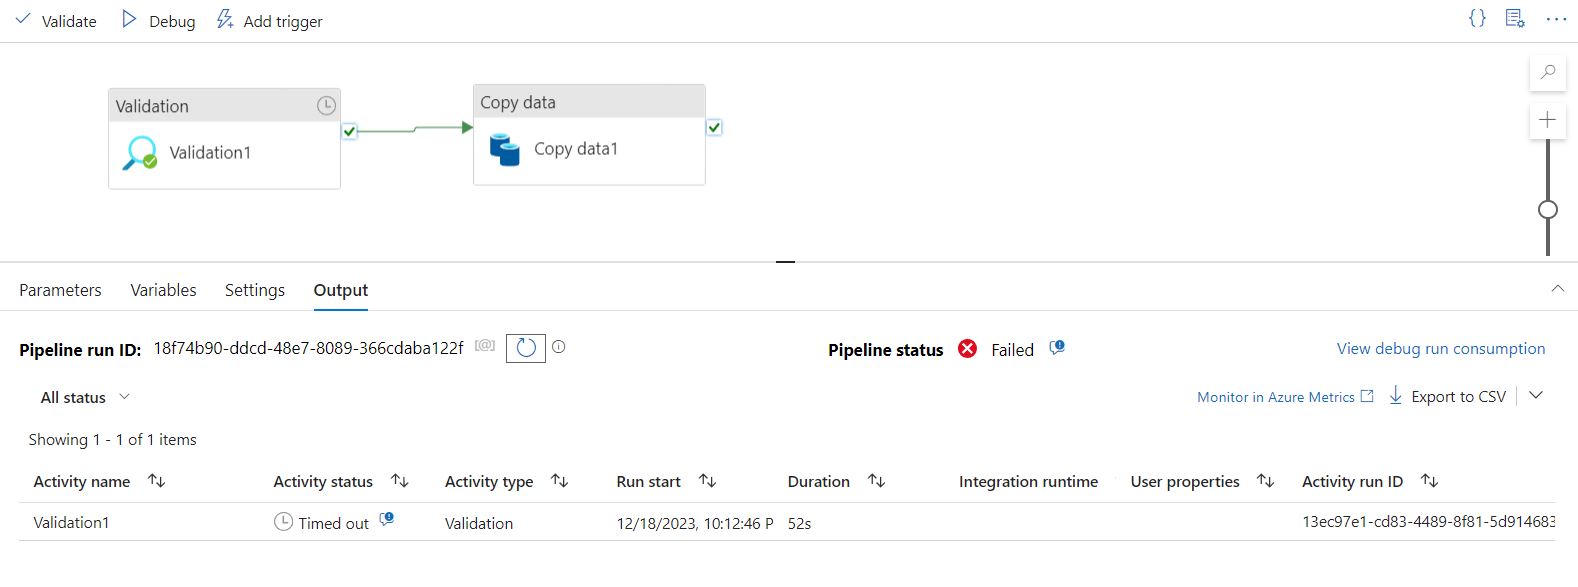 Validate Debug Add trigger {} ...
Validation Copy data
Validation1 Copy data1
Parameters Variables Settings Output
Pipeline run ID: 18f74b90-ddcd-48e7-8089-366cdaba122f [@] Pipeline status Failed View debug run consumption
All status Monitor in Azure Metrics Export to CSV
Showing 1 - 1 of 1 items
Activity name Activity status Activity type Run start Duration Integration runtime User properties Activity run ID
Validation1 Timed out Validation 12/18/2023, 10:12:46 P 52s 13ec97e1-cd83-4489-8f81-5d914683